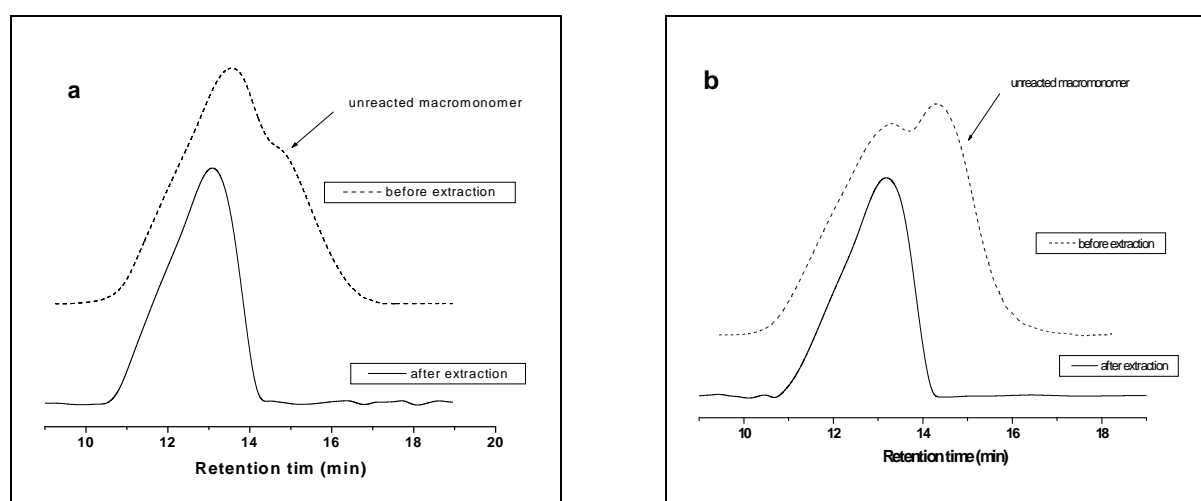 a
unreacted macromonomer
before extraction
after extraction
10 12 14 16 18 20
Retention tim (min)
b
unreacted macromonomer
before extraction
after extraction
10 12 14 16 18
Retention time (min)